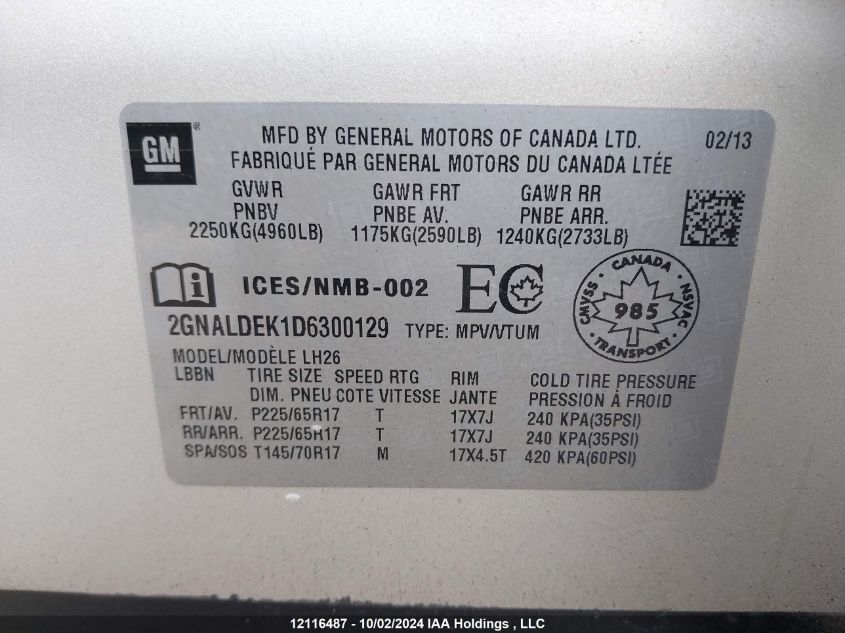 GM ®
MFD BY GENERAL MOTORS OF CANADA LTD. 02/13
FABRIQUÉ PAR GENERAL MOTORS DU CANADA LTÉE
GVWR GAWR FRT GAWR RR
PNBV PNBE AV. PNBE ARR.
2250KG(4960LB) 1175KG(2590LB) 1240KG(2733LB)
i ICES/NMB-002 EC
CANADA
CMVSS 985 NSVAC
TRANSPORT
2GNALDEK1D6300129 TYPE: MPV/VTUM
MODEL/MODÈLE LH26
LBBN TIRE SIZE SPEED RTG RIM COLD TIRE PRESSURE
DIM. PNEU COTE VITESSE JANTE PRESSION À FROID
FRT/AV. P225/65R17 T 17X7J 240 KPA(35PSI)
RR/ARR. P225/65R17 T 17X7J 240 KPA(35PSI)
SPA/SOS T145/70R17 M 17X4.5T 420 KPA(60PSI)
12116487 - 10/02/2024 IAA Holdings , LLC